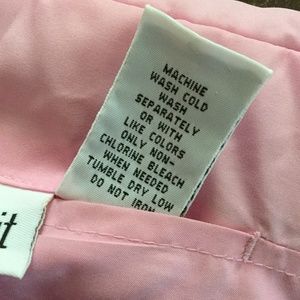 MACHINE
WASH COLD
WASH
SEPARATELY
OR WITH
LIKE COLORS
ONLY NON-
CHLORINE BLEACH
WHEN NEEDED
TUMBLE DRY LOW
DO NOT IRON
it